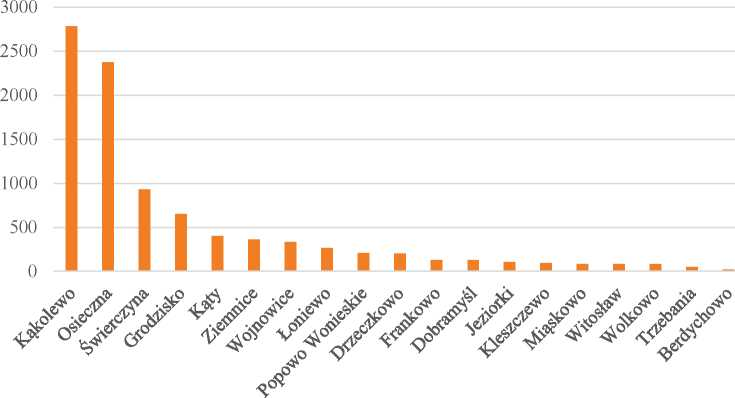 3000
2500
2000
1500
1000
500
0
Kąkolewo
Osieczna
Świerczyna
Grodzisko
Kąty
Ziemnice
Wojnowice
Łoniewo
Popowo Wonieskie
Drzeczkowo
Frankowo
Dobramyśl
Jeziorki
Kleszczewo
Miąskowo
Witosław
Wolkowo
Trzebania
Berdychowo